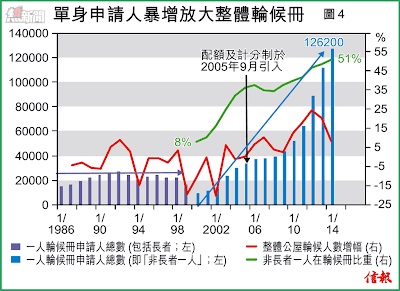 點新聞
單身申請人暴增放大整體輪候冊 圖4
140000
120000
100000
80000
60000
40000
20000
0
%
55
45
35
25
15
5
-5
-15
-25
126200
51%
8%
配額及計分制於
2005年9月引入
1/ 1/ 1/ 1/ 1/ 1/ 1/ 1/
1986 90 94 98 2002 06 10 14
一人輪候冊申請人總數 (包括長者；左)
整體公屋輪候人數增幅 (右)
一人輪候冊申請人總數 (即「非長者一人」；左)
非長者一人在輪候冊比重 (右)
信報